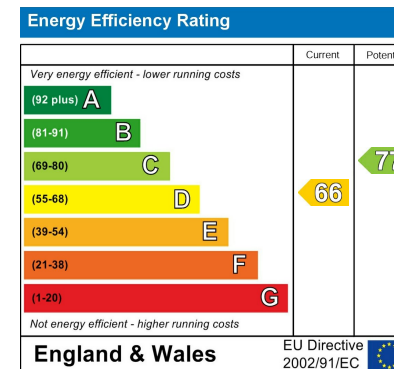 Energy Efficiency Rating
Current Potent
Very energy efficient - lower running costs
(92 plus) A
(81-91) B
(69-80) C
77
(55-68) D
66
(39-54) E
(21-38) F
(1-20) G
Not energy efficient - higher running costs
England & Wales
EU Directive
2002/91/EC